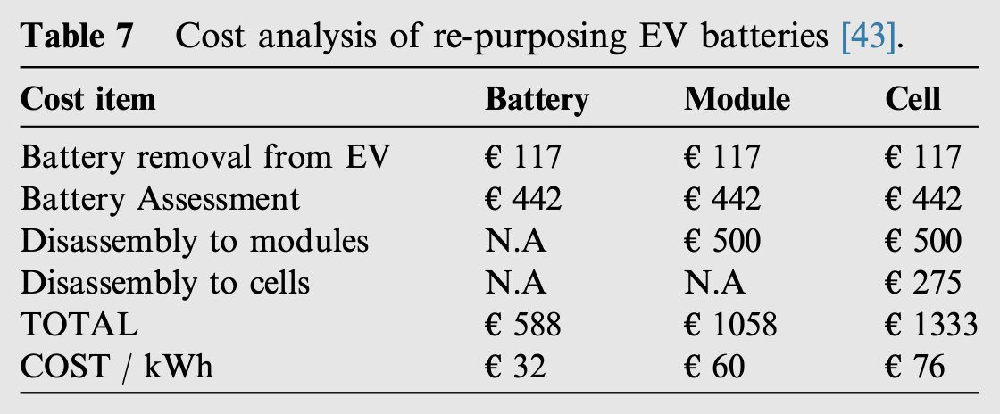 Table 7 Cost analysis of re-purposing EV batteries [43].
Cost item Battery Module Cell
Battery removal from EV € 117 € 117 € 117
Battery Assessment € 442 € 442 € 442
Disassembly to modules N.A € 500 € 500
Disassembly to cells N.A N.A € 275
TOTAL € 588 € 1058 € 1333
COST / kWh € 32 € 60 € 76